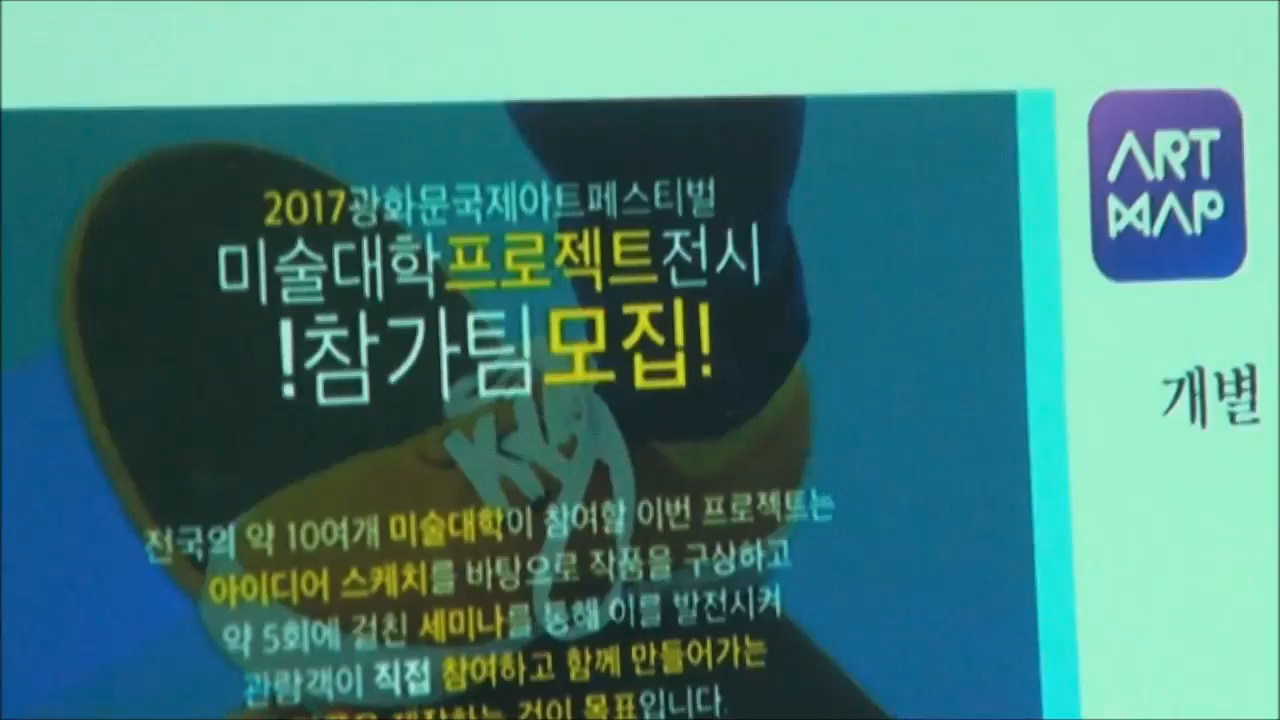 2017광화문국제아트페스티벌
미술대학프로젝트전시
!참가팀모집!
전국의 약 10여개 미술대학이 참여할 이번 프로젝트는
아이디어 스케치를 바탕으로 작품을 구상하고
약 5회에 걸친 세미나를 통해 이를 발전시켜
관람객이 직접 참여하고 함께 만들어가는
제작하는 것이 목표입니다.
ART
MAP
개별